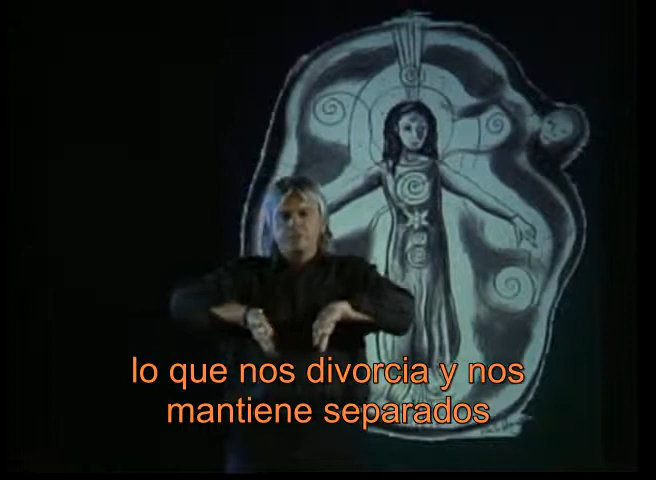 lo que nos divorcia y nos
mantiene separados